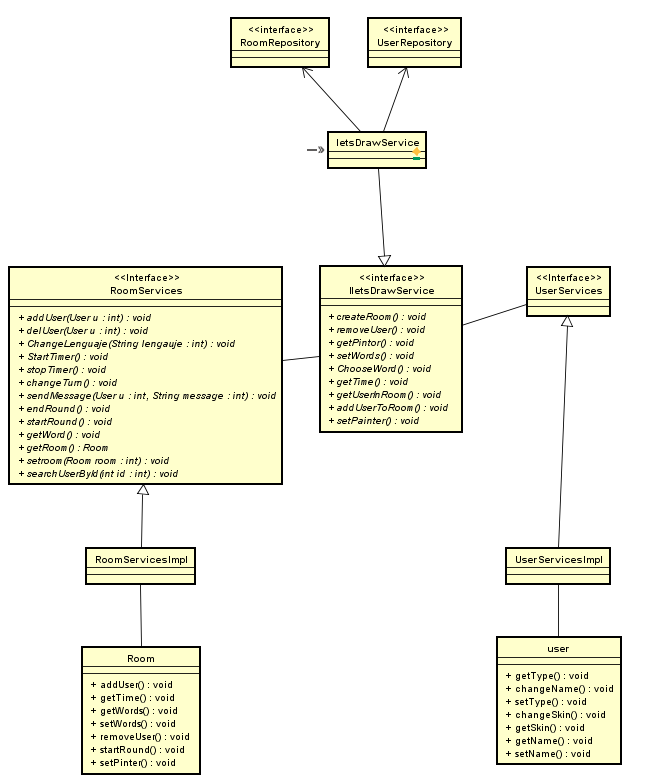 <<interface>>
RoomRepository
<<interface>>
UserRepository
letsDrawService
<<Interface>>
RoomServices
+ addUser(User u : int) : void
+ delUser(User u : int) : void
+ ChangeLenguaje(String lengauje : int) : void
+ StartTimer() : void
+ stopTimer() : void
+ changeTurn() : void
+ sendMessage(User u : int, String message : int) : void
+ endRound() : void
+ startRound() : void
+ getWord() : void
+ getRoom() : Room
+ setroom(Room room : int) : void
+ searchUserById(int id : int) : void
<<interface>>
IletsDrawService
+ createRoom() : void
+ removeUser() : void
+ getPintor() : void
+ setWords() : void
+ ChooseWord() : void
+ getTime() : void
+ getUserInRoom() : void
+ addUserToRoom() : void
+ setPainter() : void
<<Interface>>
UserServices
RoomServicesImpl
UserServicesImpl
Room
+ addUser() : void
+ getTime() : void
+ getWords() : void
+ setWords() : void
+ removeUser() : void
+ startRound() : void
+ setPinter() : void
user
+ getType() : void
+ changeName() : void
+ setType() : void
+ changeSkin() : void
+ getSkin() : void
+ getName() : void
+ setName() : void